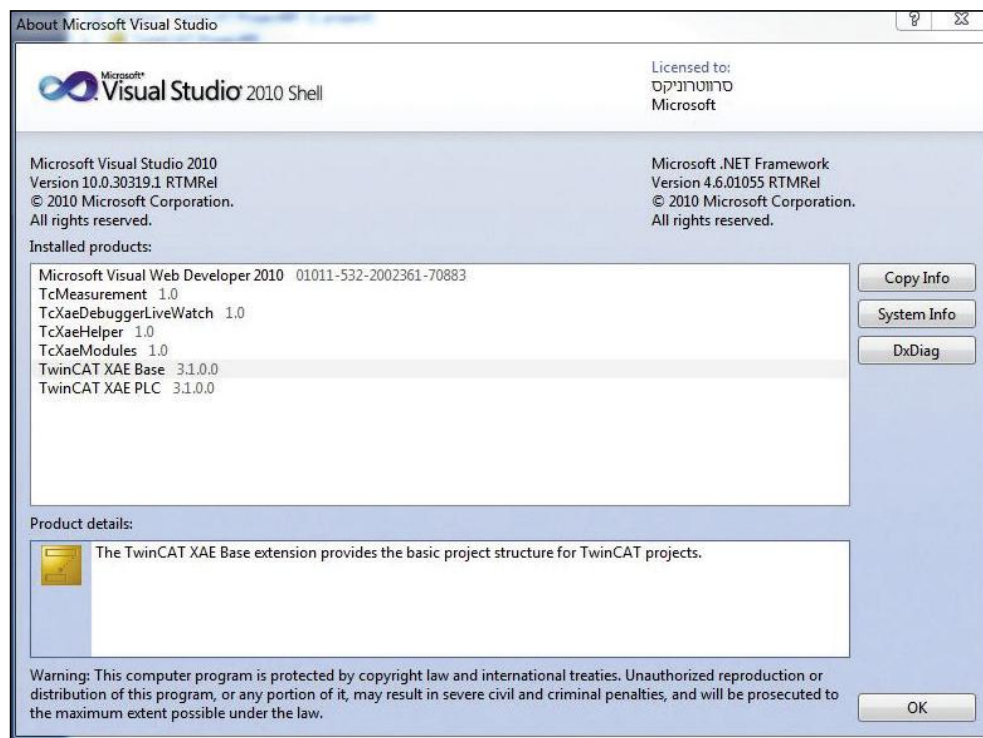 About Microsoft Visual Studio
Microsoft®
Visual Studio® 2010 Shell
Licensed to:
סרווטרוניקס
Microsoft
Microsoft Visual Studio 2010
Version 10.0.30319.1 RTMRel
© 2010 Microsoft Corporation.
All rights reserved.
Microsoft .NET Framework
Version 4.6.01055 RTMRel
© 2010 Microsoft Corporation.
All rights reserved.
Installed products:
Microsoft Visual Web Developer 2010 01011-532-2002361-70883
TcMeasurement 1.0
TcXaeDebuggerLiveWatch 1.0
TcXaeHelper 1.0
TcXaeModules 1.0
TwinCAT XAE Base 3.1.0.0
TwinCAT XAE PLC 3.1.0.0
Copy Info
System Info
DxDiag
Product details:
The TwinCAT XAE Base extension provides the basic project structure for TwinCAT projects.
Warning: This computer program is protected by copyright law and international treaties. Unauthorized reproduction or
distribution of this program, or any portion of it, may result in severe civil and criminal penalties, and will be prosecuted to
the maximum extent possible under the law.
OK